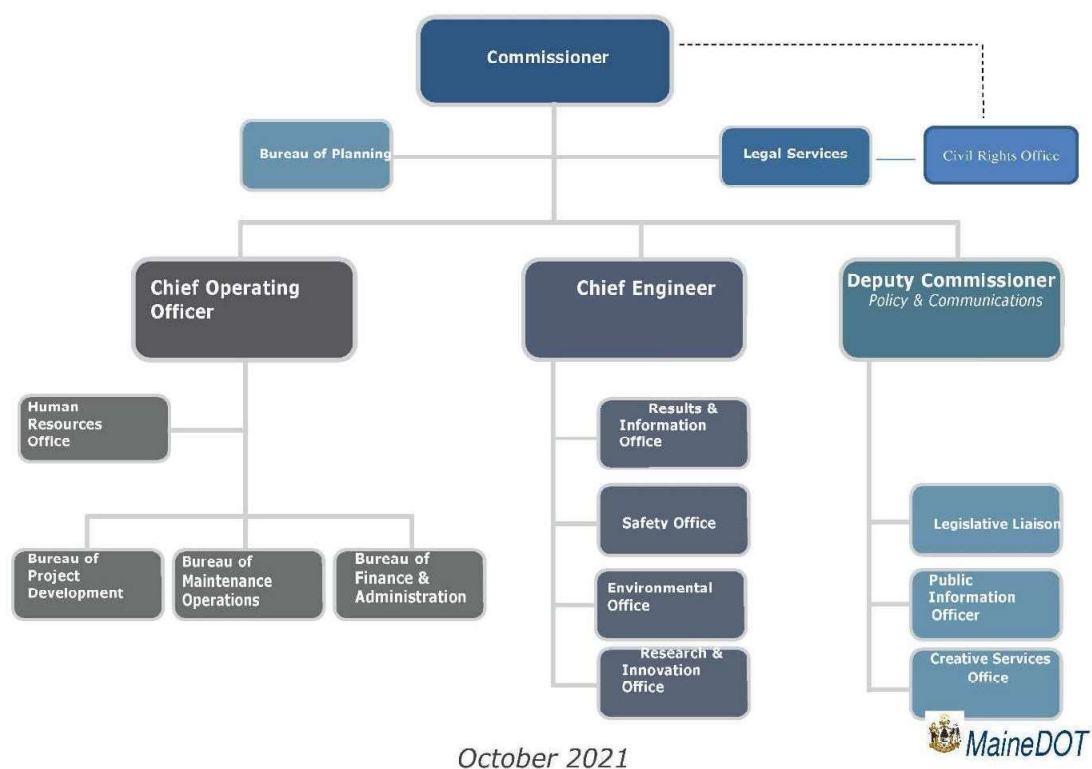 Commissioner
Bureau of Planning
Legal Services
Civil Rights Office
Chief Operating
Officer
Chief Engineer
Deputy Commissioner
Policy & Communications
Human
Resources
Office
Results &
Information
Office
Safety Office
Legislative Liaison
Bureau of
Project
Development
Bureau of
Maintenance
Operations
Bureau of
Finance &
Administration
Environmental
Office
Public
Information
Officer
Research &
Innovation
Office
Creative Services
Office
MaineDOT
October 2021